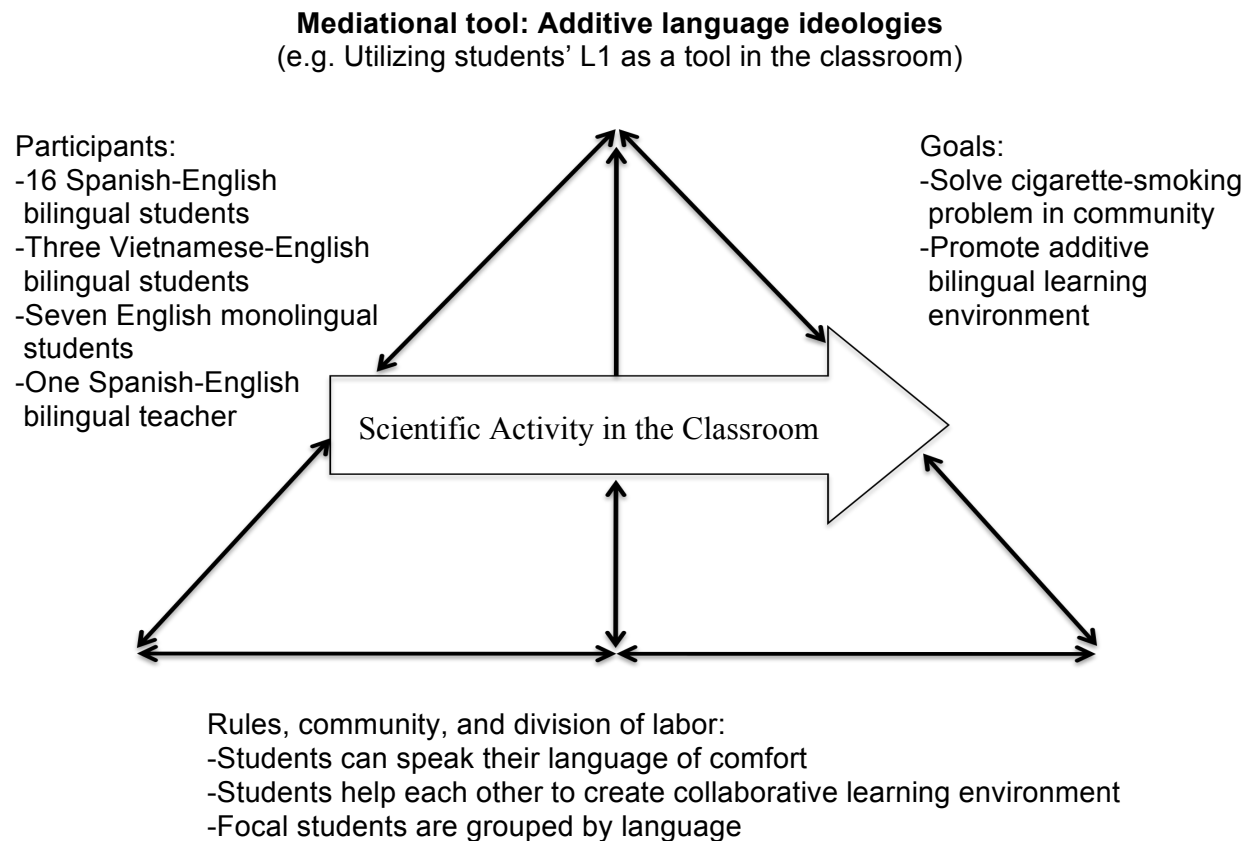 Mediational tool: Additive language ideologies
(e.g. Utilizing students’ L1 as a tool in the classroom)
Participants:
-16 Spanish-English
bilingual students
-Three Vietnamese-English
bilingual students
-Seven English monolingual
students
-One Spanish-English
bilingual teacher
Goals:
-Solve cigarette-smoking
problem in community
-Promote additive
bilingual learning
environment
Scientific Activity in the Classroom
Rules, community, and division of labor:
-Students can speak their language of comfort
-Students help each other to create collaborative learning environment
-Focal students are grouped by language